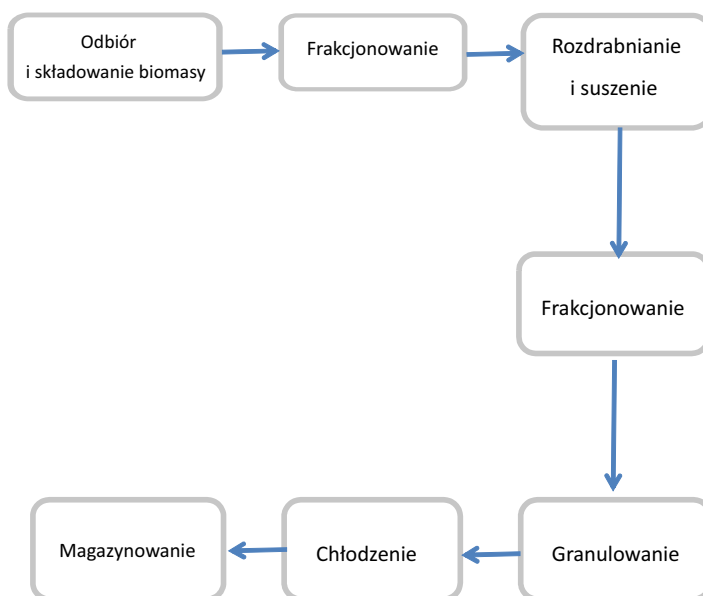 Odbiór
i składowanie biomasy
Frakcjonowanie
Rozdrabnianie
i suszenie
Frakcjonowanie
Granulowanie
Chłodzenie
Magazynowanie